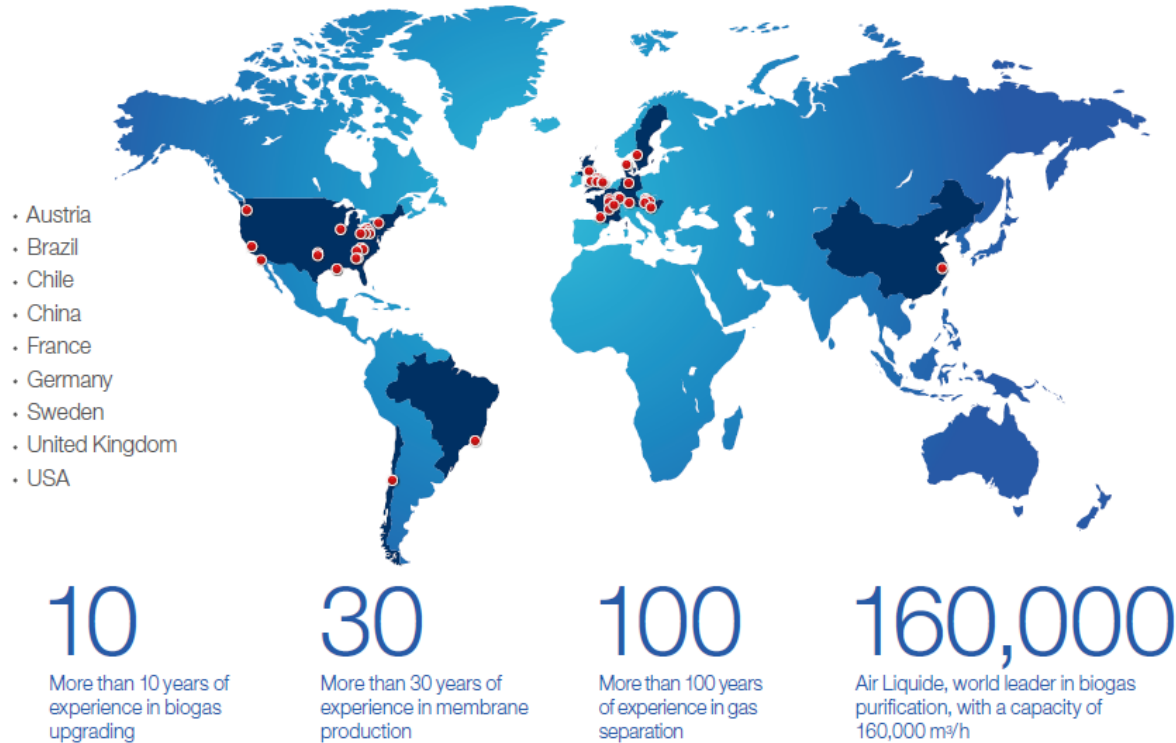 • Austria
• Brazil
• Chile
• China
• France
• Germany
• Sweden
• United Kingdom
• USA
10
More than 10 years of
experience in biogas
upgrading
30
More than 30 years of
experience in membrane
production
100
More than 100 years
of experience in gas
separation
160,000
Air Liquide, world leader in biogas
purification, with a capacity of
160,000 m³/h